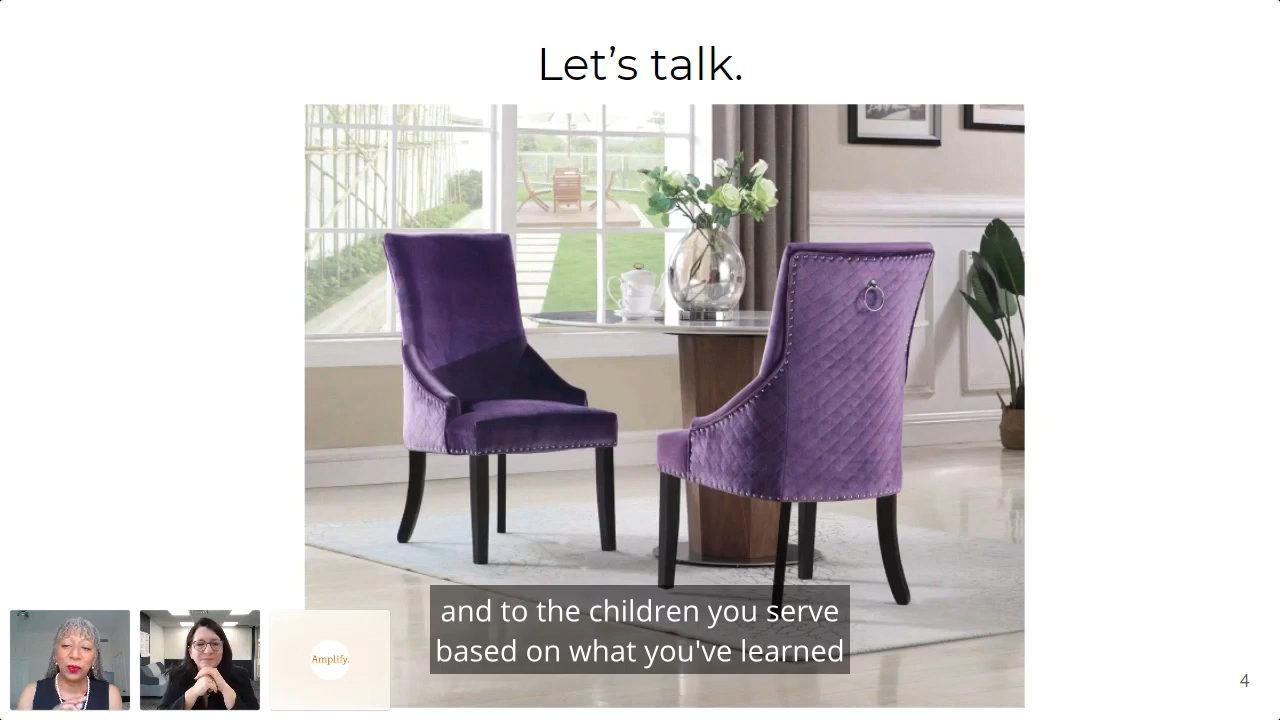 Let’s talk.
and to the children you serve
based on what you've learned
Amplify.
4